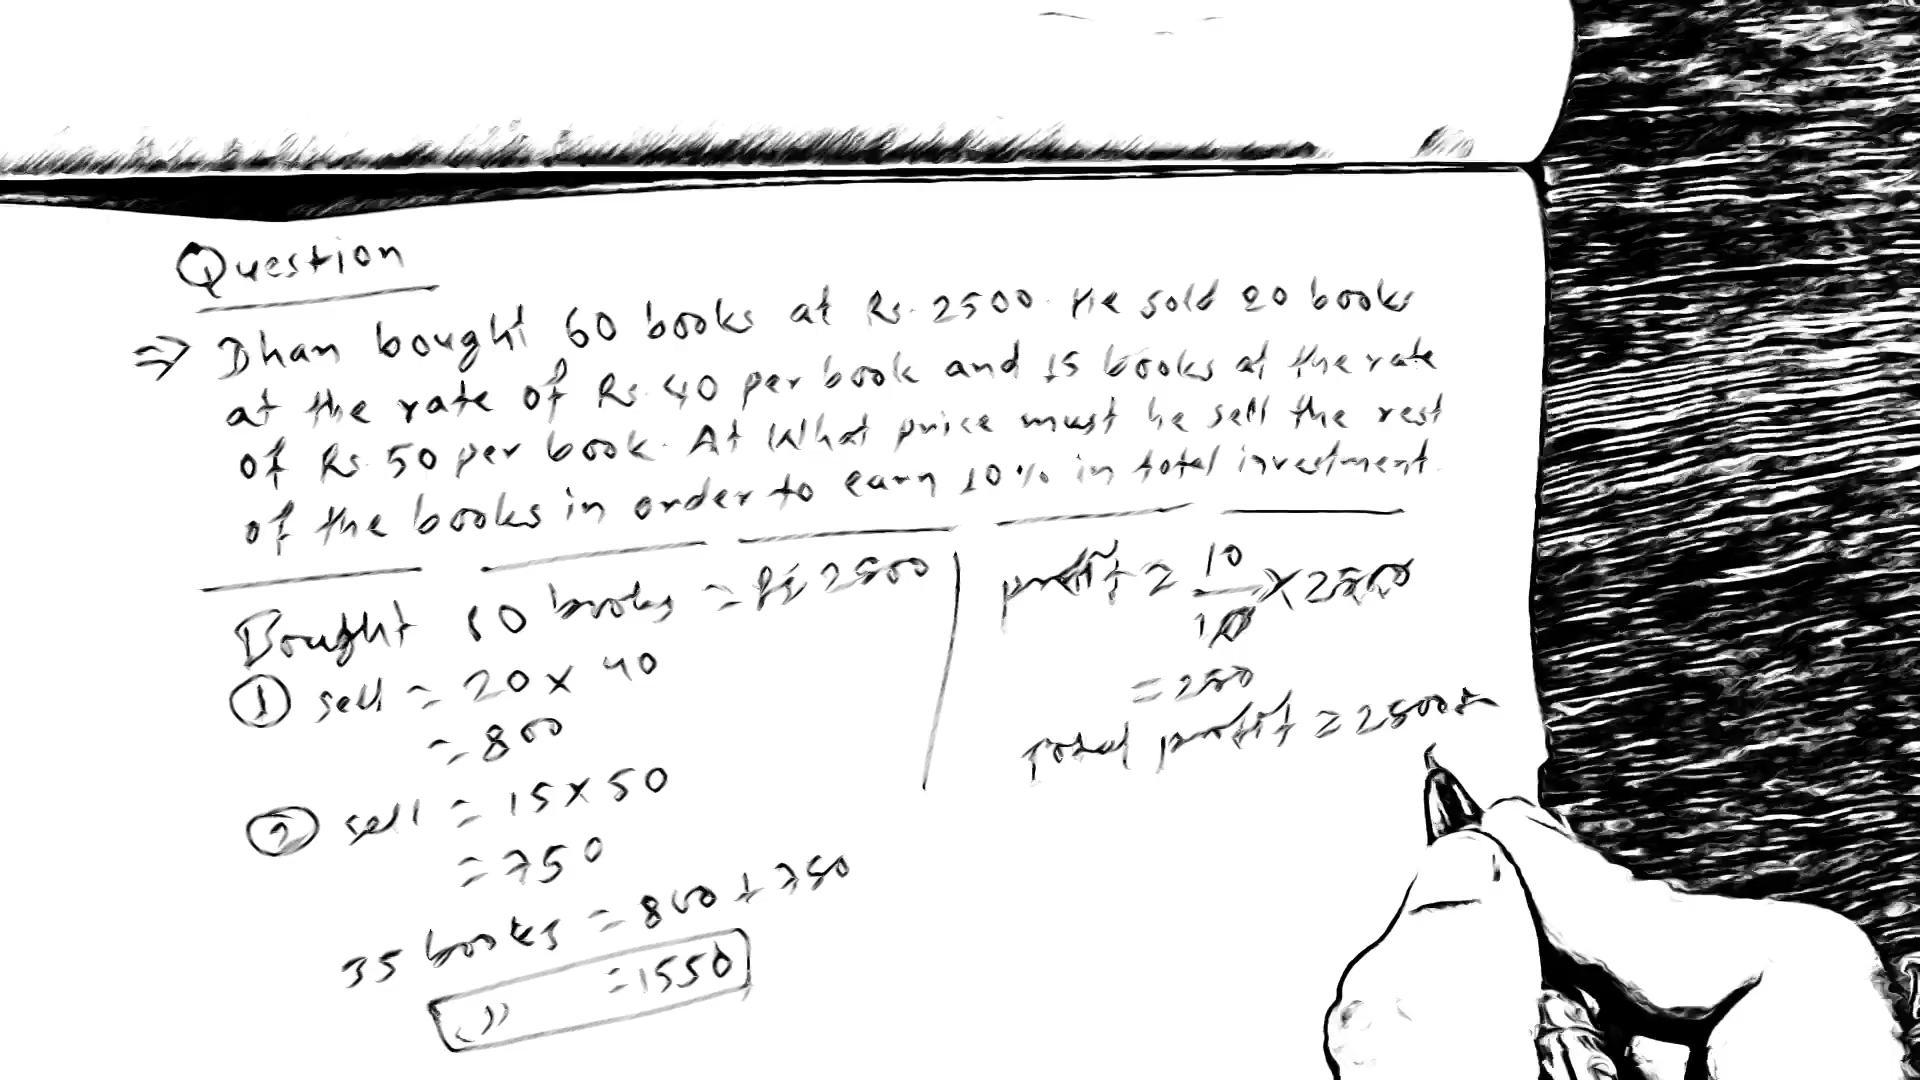 Question
⇒ Dhan bought 60 books at Rs. 2500. He sold 20 books
at the rate of Rs. 40 per book and 15 books at the rate
of Rs. 50 per book. At What price must he sell the rest
of the books in order to earn 10% in total investment.
Bought 60 books = Rs 2500
① sell = 20 x 40
= 800
② sell = 15 x 50
= 750
35 books = 800 + 750
= 1550
profit = 10/100 x 2500
= 250
Total profit = 2500